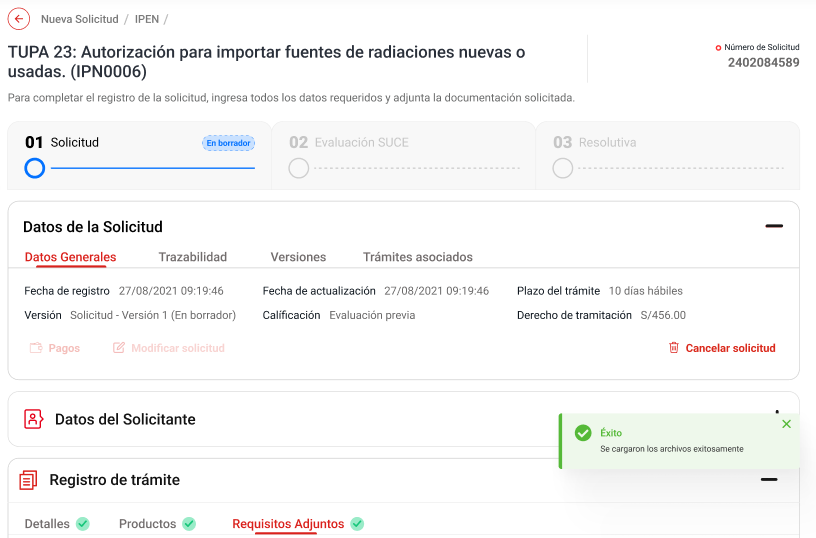 Nueva Solicitud / IPEN /
TUPA 23: Autorización para importar fuentes de radiaciones nuevas o
usadas. (IPN0006)
Número de Solicitud
2402084589
Para completar el registro de la solicitud, ingresa todos los datos requeridos y adjunta la documentación solicitada.
01 Solicitud En borrador
02 Evaluación SUCE
03 Resolutiva
Datos de la Solicitud
Datos Generales Trazabilidad Versiones Trámites asociados
Fecha de registro 27/08/2021 09:19:46 Fecha de actualización 27/08/2021 09:19:46 Plazo del trámite 10 días hábiles
Versión Solicitud - Versión 1 (En borrador) Calificación Evaluación previa Derecho de tramitación S/456.00
Pagos Modificar solicitud Cancelar solicitud
Datos del Solicitante
Éxito
Se cargaron los archivos exitosamente
Registro de trámite
Detalles Productos Requisitos Adjuntos